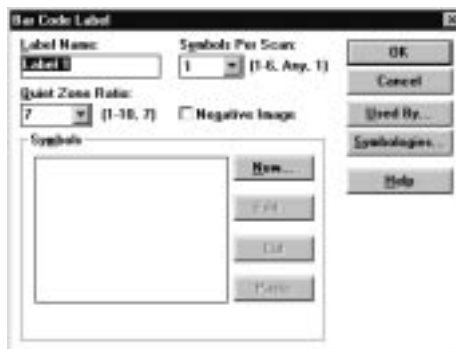 Bar Code Label
Label Name:
Symbols Per Scan:
Label 1
1
(1-6, Any, 1)
Quiet Zone Ratio:
7
(1-10, 7)
Negative Image
Symbols
New...
Edit...
Cut
Paste
OK
Cancel
Used By...
Symbologies...
Help